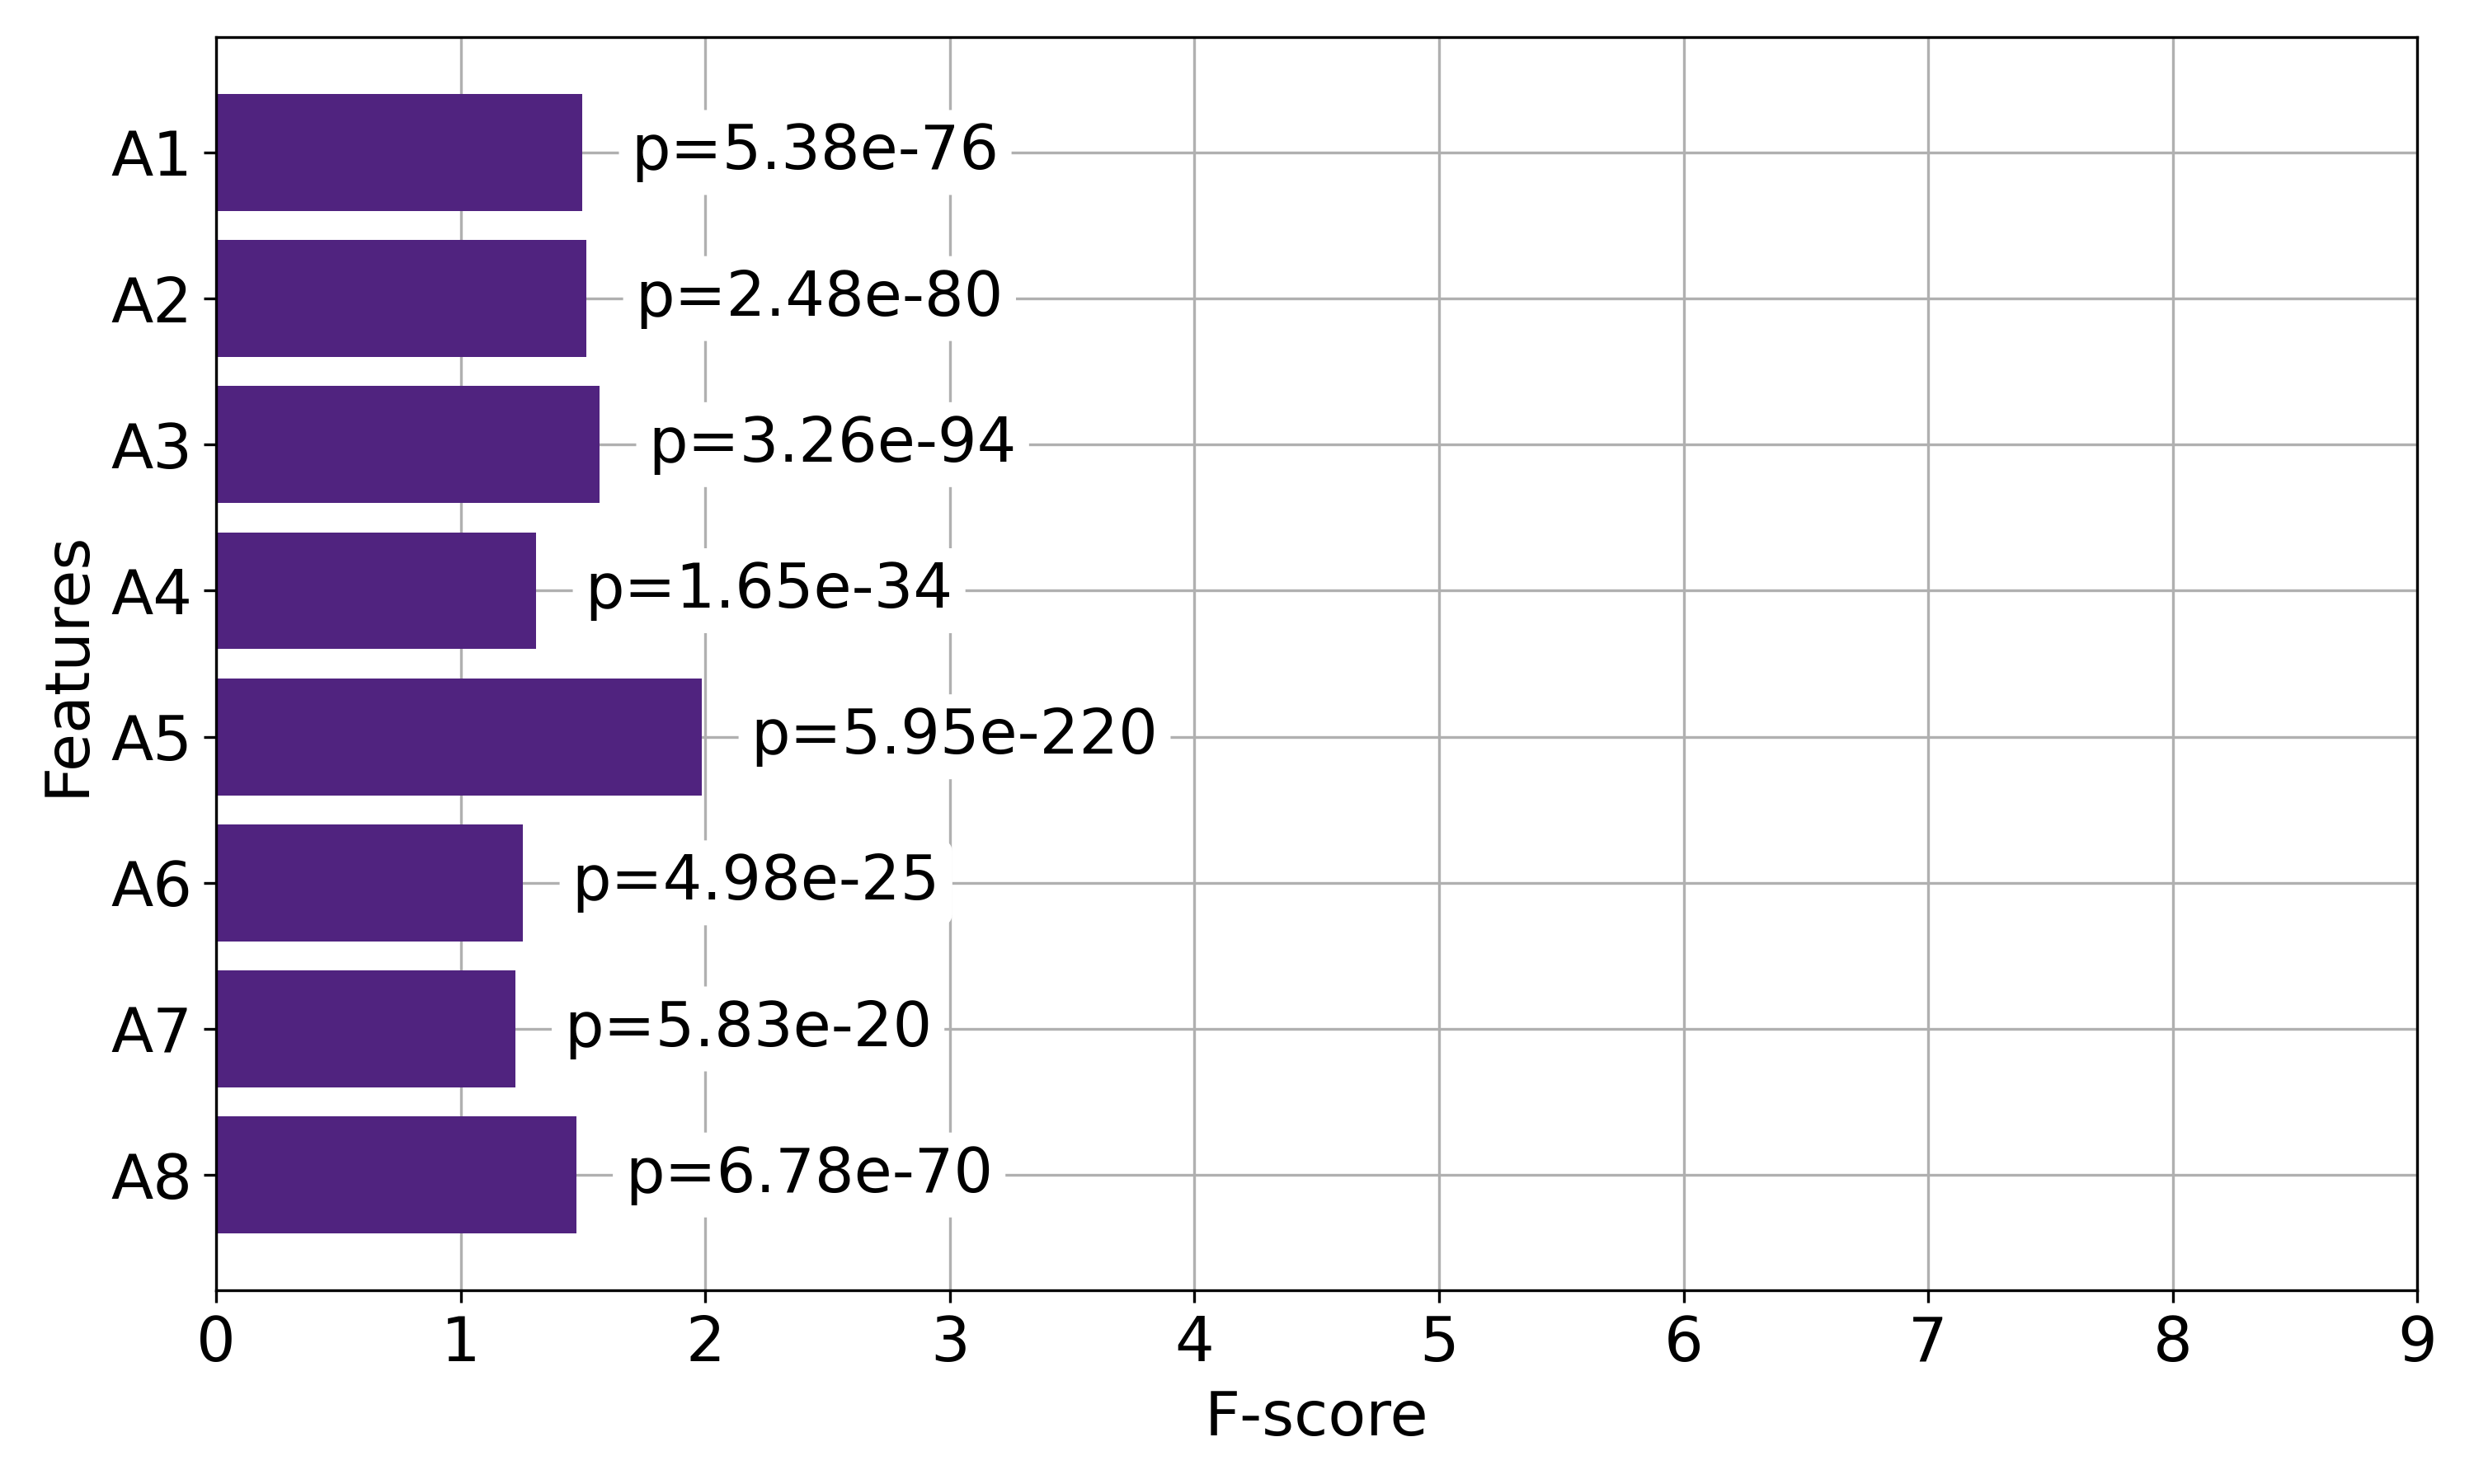 A1 p=5.38e-76
A2 p=2.48e-80
A3 p=3.26e-94
A4 p=1.65e-34
A5 p=5.95e-220
A6 p=4.98e-25
A7 p=5.83e-20
A8 p=6.78e-70
Features
0 1 2 3 4 5 6 7 8 9
F-score